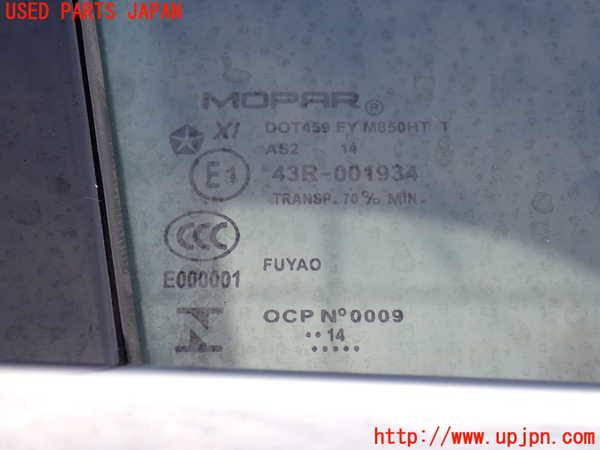 USED PARTS JAPAN
MOPAR®
XI DOT459 FY M850HT T
AS2 14
E1 43R-001934
TRANSP. 70% MIN.
CCC
E000001 FUYAO
OCP Nº0009
··14
·····
http://www.upjpn.com/